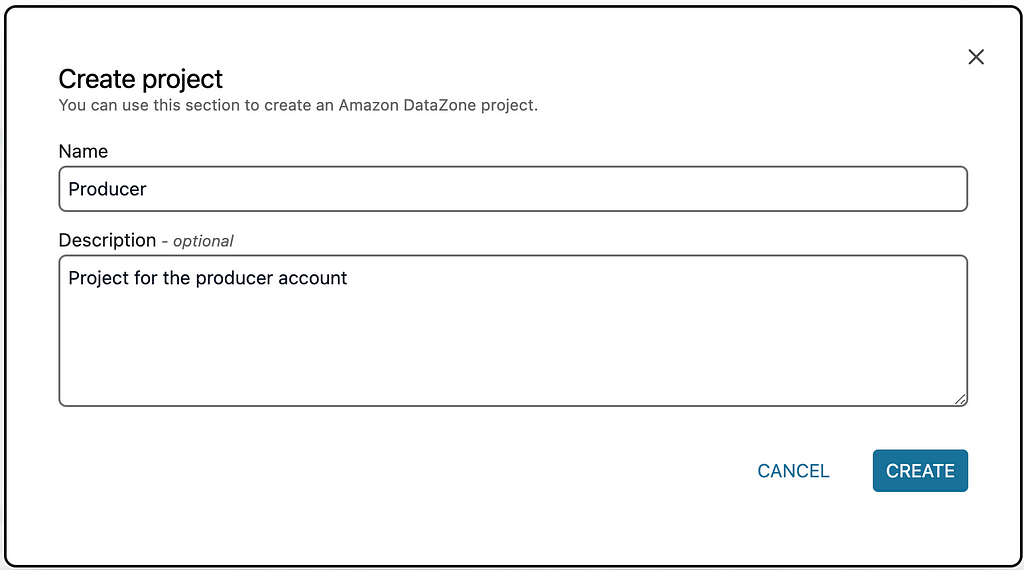 Create project
You can use this section to create an Amazon DataZone project.
Name
Producer
Description - optional
Project for the producer account
CANCEL
CREATE